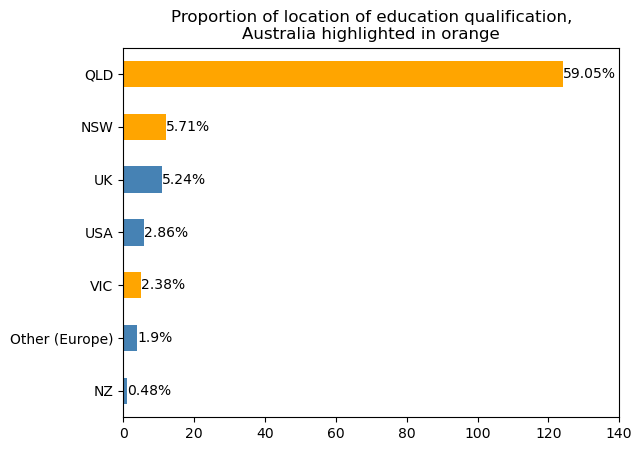 Proportion of location of education qualification,
Australia highlighted in orange
QLD 59.05%
NSW 5.71%
UK 5.24%
USA 2.86%
VIC 2.38%
Other (Europe) 1.9%
NZ 0.48%
0 20 40 60 80 100 120 140